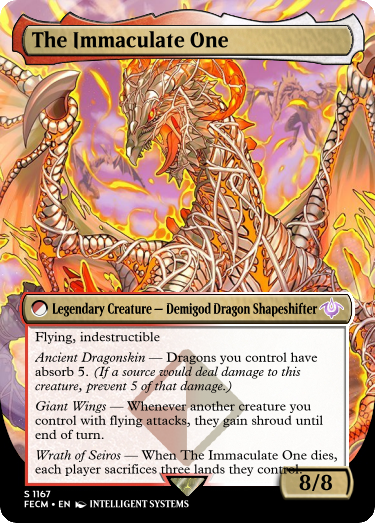 The Immaculate One
Legendary Creature — Demigod Dragon Shapeshifter
Flying, indestructible
Ancient Dragonskin — Dragons you control have
absorb 5. (If a source would deal damage to this
creature, prevent 5 of that damage.)
Giant Wings — Whenever another creature you
control with flying attacks, they gain shroud until
end of turn.
Wrath of Seiros — When The Immaculate One dies,
each player sacrifices three lands they control.
8/8
S 1167
FECM • EN INTELLIGENT SYSTEMS